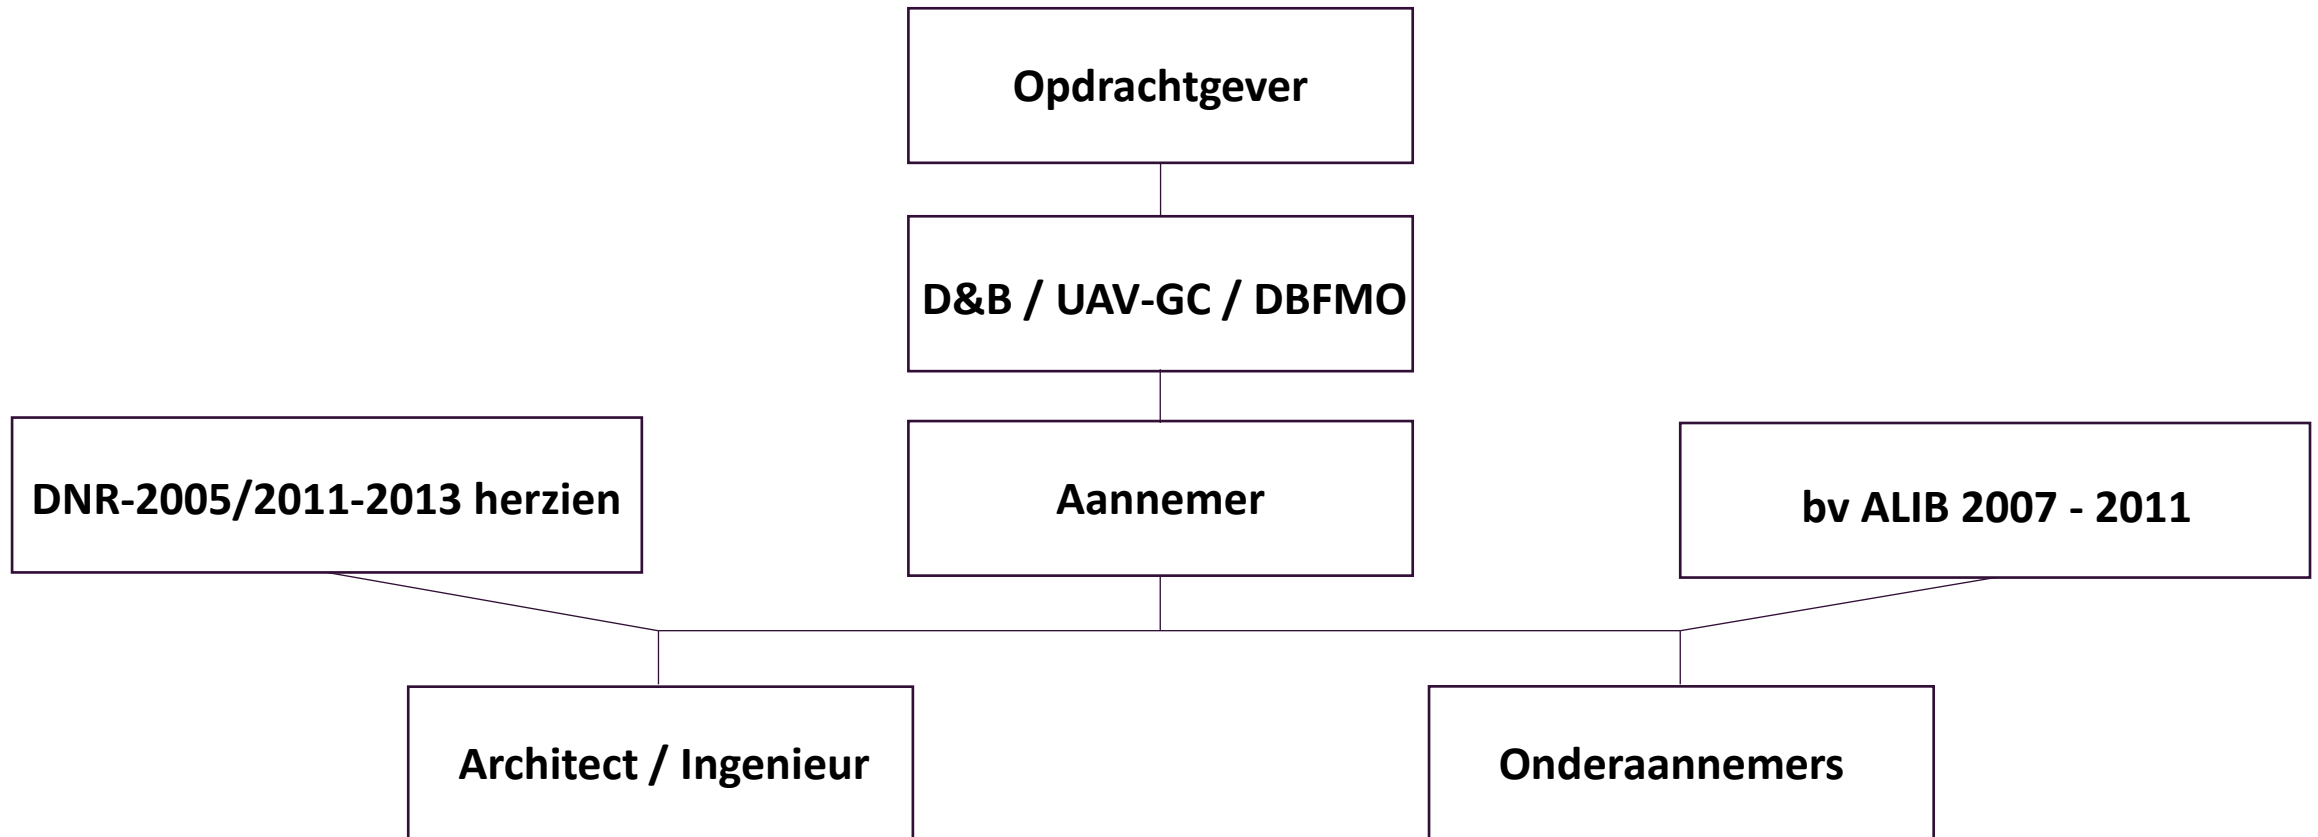 Opdrachtgever
D&B / UAV-GC / DBFMO
DNR-2005/2011-2013 herzien
Aannemer
bv ALIB 2007 - 2011
Architect / Ingenieur
Onderaannemers